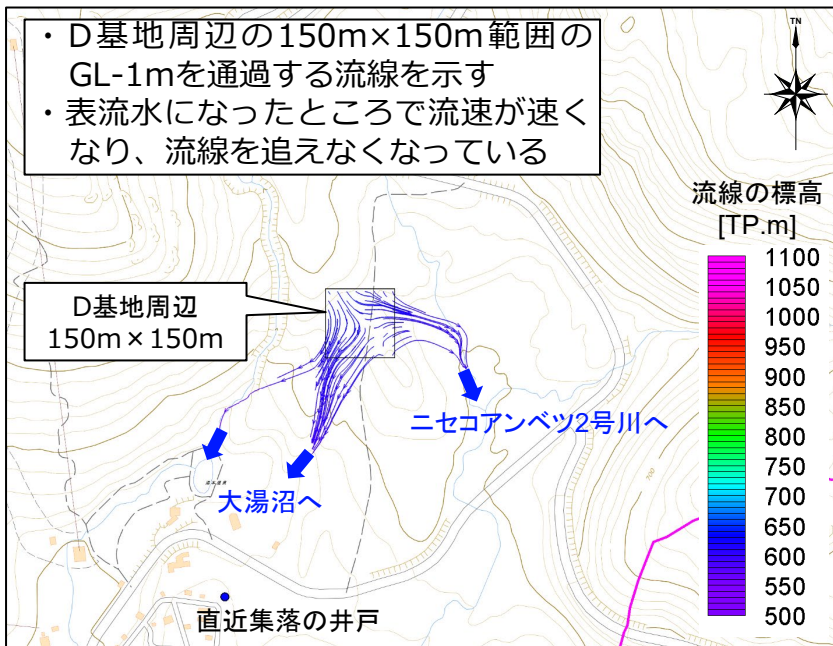 ・D基地周辺の150m×150m範囲の
GL-1mを通過する流線を示す
・表流水になったところで流速が速く
なり、流線を追えなくなっている
TN
流線の標高
[TP.m]
1100
1050
1000
950
900
850
800
750
700
650
600
550
500
D基地周辺
150m×150m
ニセコアンベツ2号川へ
大湯沼へ
直近集落の井戸
700